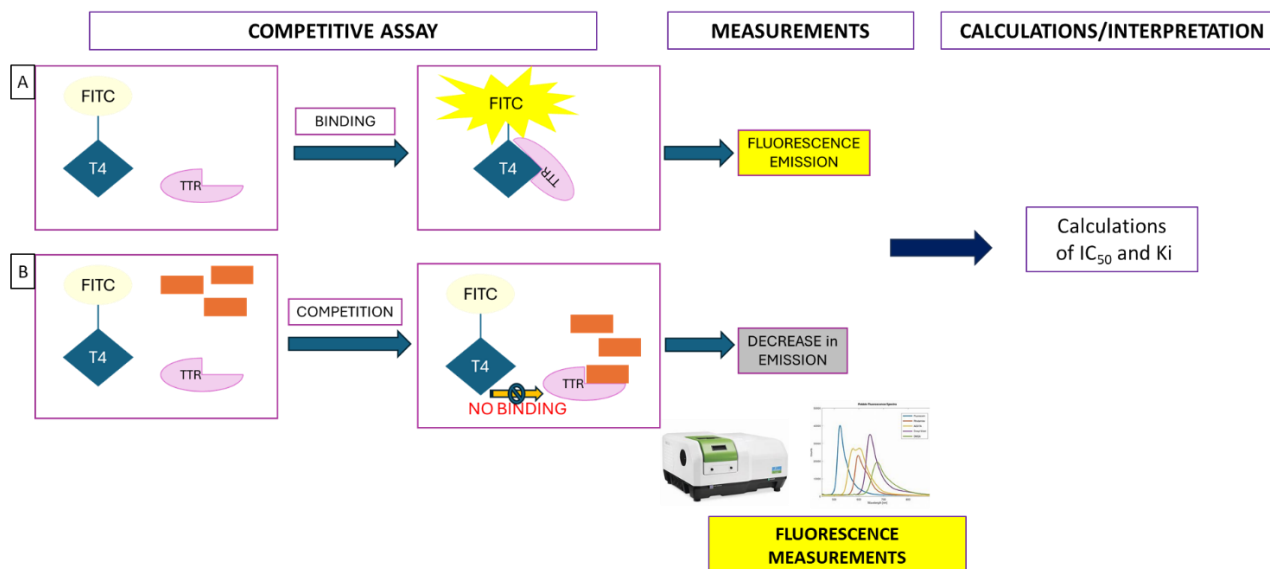 COMPETITIVE ASSAY
MEASUREMENTS
CALCULATIONS/INTERPRETATION
A
FITC
T4
TTR
BINDING
FITC
T4
TTR
FLUORESCENCE
EMISSION
Calculations
of IC₅₀ and Ki
B
FITC
T4
TTR
COMPETITION
FITC
T4
TTR
NO BINDING
DECREASE in
EMISSION
FLUORESCENCE
MEASUREMENTS